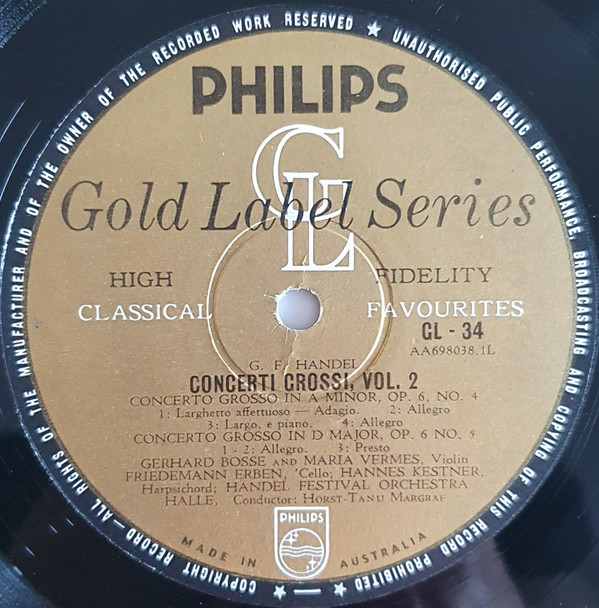 COPYRIGHT RECORD—ALL RIGHTS OF THE MANUFACTURER AND OF THE OWNER OF THE RECORDED WORK RESERVED ★ UNAUTHORISED PUBLIC PERFORMANCE, BROADCASTING AND COPYING OF THIS RECORD PROHIBITED ★
PHILIPS
GL
Gold Label Series
HIGH FIDELITY
CLASSICAL FAVOURITES
GL - 34
AA698038.1L
G. F. HANDEL
CONCERTI GROSSI, VOL. 2
CONCERTO GROSSO IN A MINOR, OP. 6, NO. 4
1: Larghetto affettuoso — Adagio. 2: Allegro
3: Largo, e piano. 4: Allegro
CONCERTO GROSSO IN D MAJOR, OP. 6 NO. 5
1 - 2: Allegro. 3: Presto
GERHARD BOSSE AND MARIA VERMES, Violin
FRIEDEMANN ERBEN, 'Cello; HANNES KESTNER,
Harpsichord; HANDEL FESTIVAL ORCHESTRA
HALLE, Conductor: HORST-TANU MARGRAF
PHILIPS
MADE IN AUSTRALIA